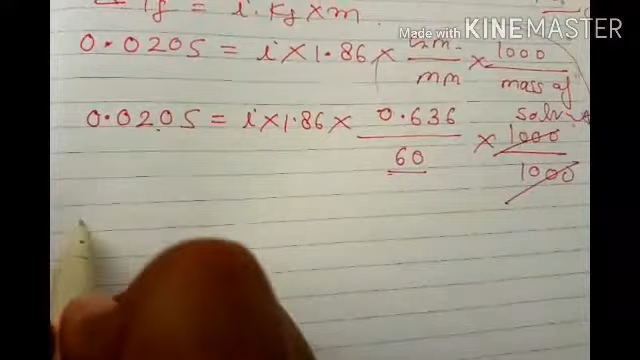 Made with KINEMASTER
= i. Kf × m.
0.0205 = i × 1.86 × / mm × 1000 / mass of solv
0.0205 = i × 1.86 × 0.636 / 60 × 1000 / 1000